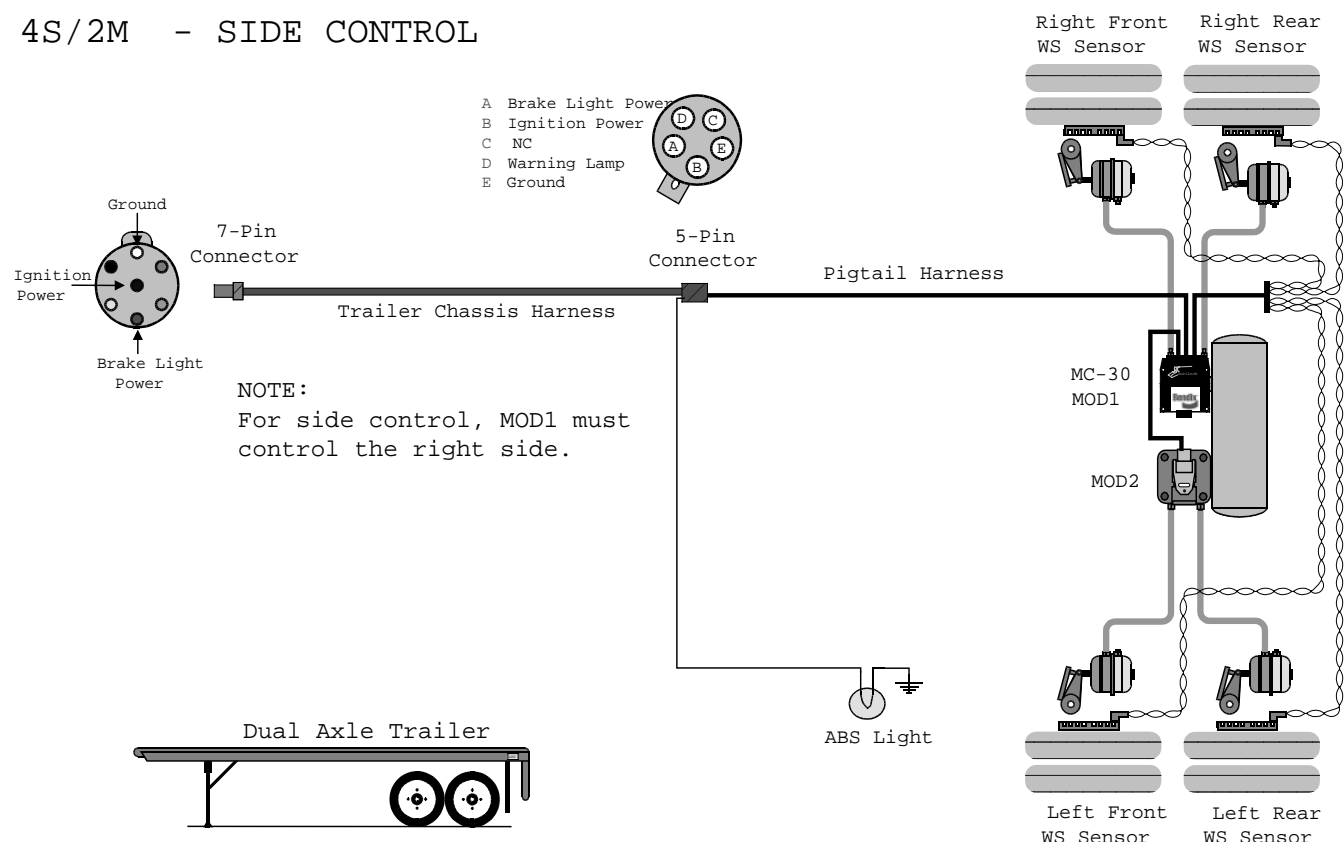 4S/2M - SIDE CONTROL
Right Front
WS Sensor
Right Rear
WS Sensor
A Brake Light Power
B Ignition Power
C NC
D Warning Lamp
E Ground
D
C
A
E
B
Ground
Ignition
Power
Brake Light
Power
7-Pin
Connector
5-Pin
Connector
Trailer Chassis Harness
Pigtail Harness
NOTE:
For side control, MOD1 must
control the right side.
MC-30
MOD1
Bendix
MOD2
ABS Light
Dual Axle Trailer
Left Front
WS Sensor
Left Rear
WS Sensor